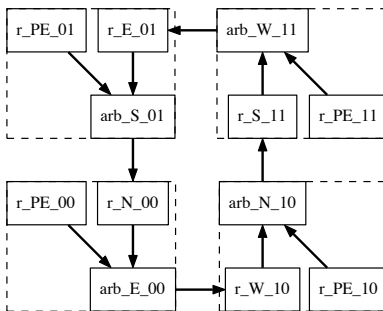 r_PE_01 r_E_01 arb_W_11
arb_S_01 r_S_11 r_PE_11
r_PE_00 r_N_00 arb_N_10
arb_E_00 r_W_10 r_PE_10